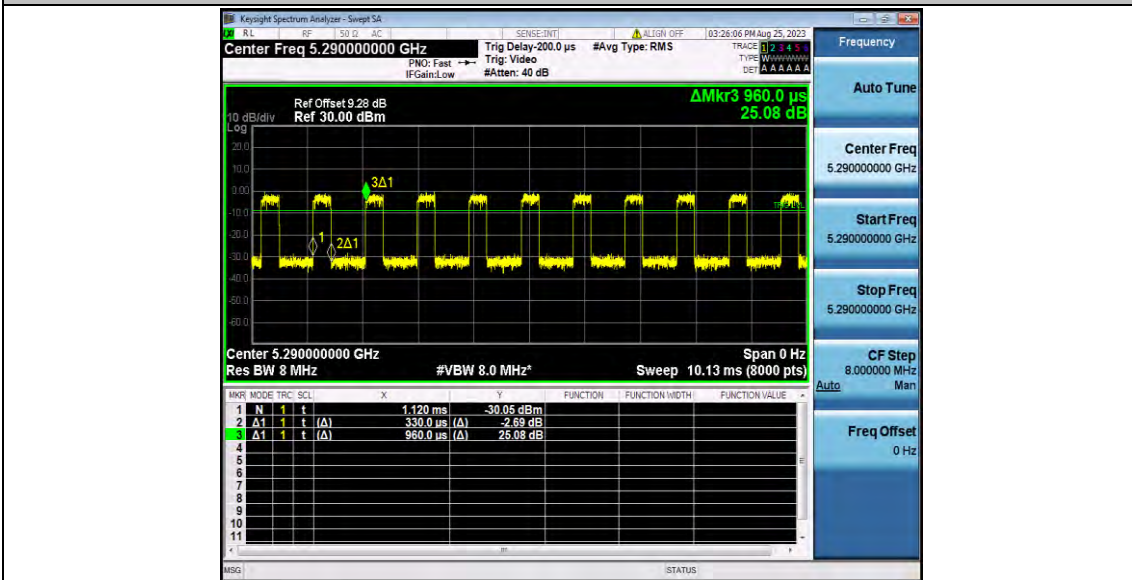 Keysight Spectrum Analyzer - Swept SA
RL RF 50 Ω AC SENSE:INT ALIGN OFF 03:26:06 PM Aug 25, 2023
Center Freq 5.290000000 GHz
PNO: Fast
IFGain:Low
Trig Delay-200.0 µs
Trig: Video
#Atten: 40 dB
#Avg Type: RMS
TRACE 1 2 3 4 5 6
TYPE WWWWWW
DET A A A A A A
ΔMkr3 960.0 µs
25.08 dB
Ref Offset 9.28 dB
10 dB/div Ref 30.00 dBm
Log
20.0
10.0
0.00
-10.0
-20.0
-30.0
-40.0
-50.0
-60.0
3Δ1
1
2Δ1
Center 5.290000000 GHz Span 0 Hz
Res BW 8 MHz #VBW 8.0 MHz* Sweep 10.13 ms (8000 pts)
MKR MODE TRC SCL X Y FUNCTION FUNCTION WIDTH FUNCTION VALUE
1 N 1 t 1.120 ms -30.05 dBm
2 Δ1 1 t (Δ) 330.0 µs (Δ) -2.69 dB
3 Δ1 1 t (Δ) 960.0 µs (Δ) 25.08 dB
4
5
6
7
8
9
10
11
MSG STATUS
Frequency
Auto Tune
Center Freq
5.290000000 GHz
Start Freq
5.290000000 GHz
Stop Freq
5.290000000 GHz
CF Step
8.000000 MHz
Auto Man
Freq Offset
0 Hz